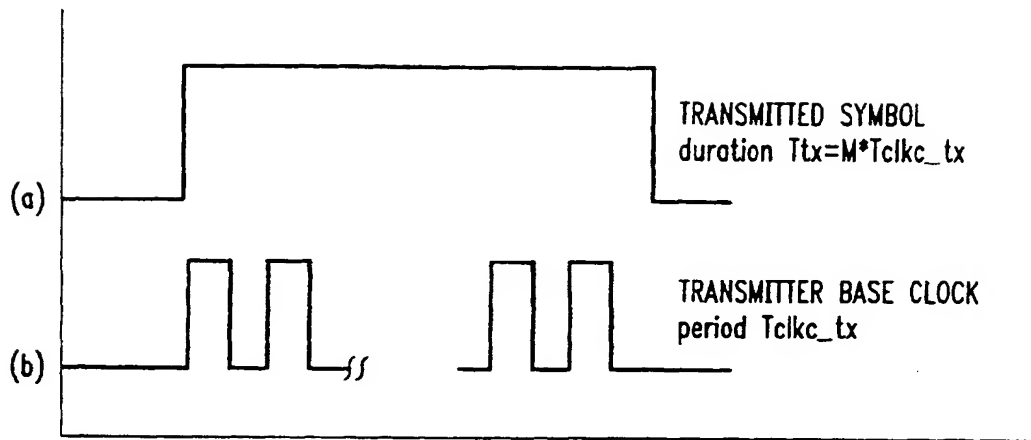 TRANSMITTED SYMBOL
duration Ttx=M*Tclkc_tx
(a)
TRANSMITTER BASE CLOCK
period Tclkc_tx
(b)